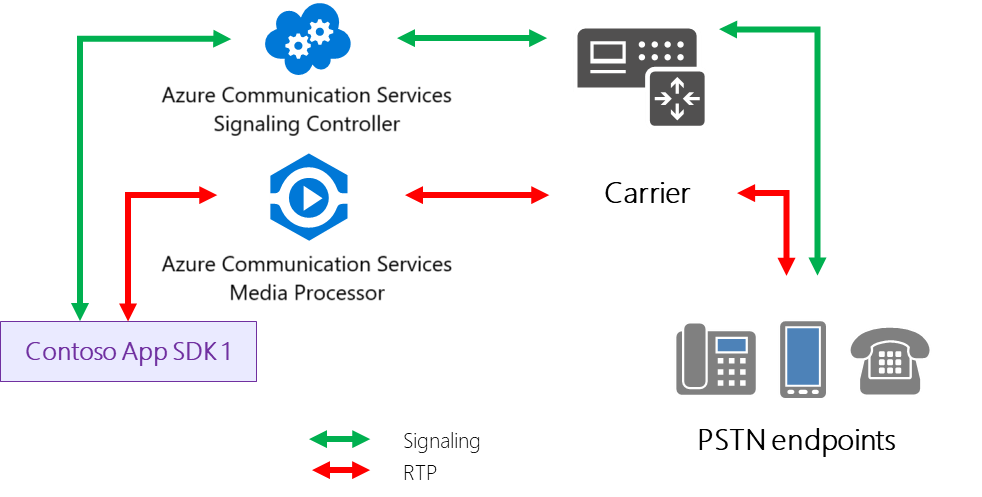 Azure Communication Services
Signaling Controller
Carrier
Azure Communication Services
Media Processor
Contoso App SDK 1
PSTN endpoints
Signaling
RTP